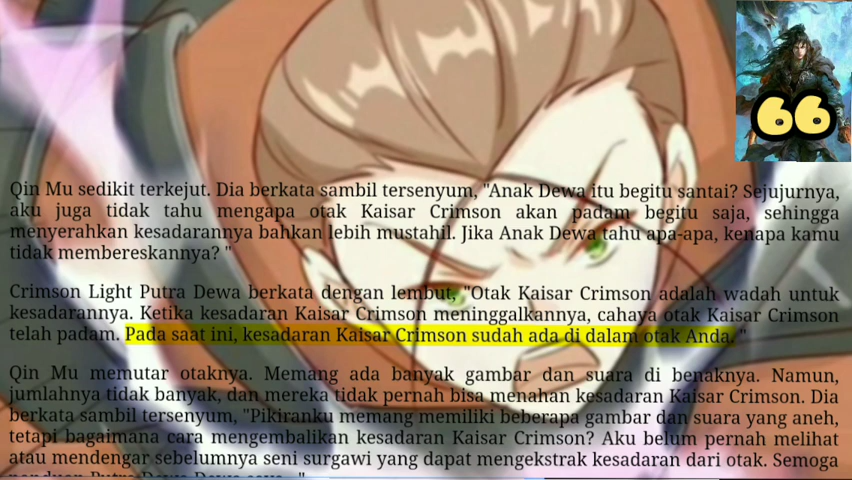 66
Qin Mu sedikit terkejut. Dia berkata sambil tersenyum, "Anak Dewa itu begitu santai? Sejujurnya,
aku juga tidak tahu mengapa otak Kaisar Crimson akan padam begitu saja, sehingga
menyerahkan kesadarannya bahkan lebih mustahil. Jika Anak Dewa tahu apa-apa, kenapa kamu
tidak membereskannya? "
Crimson Light Putra Dewa berkata dengan lembut, "Otak Kaisar Crimson adalah wadah untuk
kesadarannya. Ketika kesadaran Kaisar Crimson meninggalkannya, cahaya otak Kaisar Crimson
telah padam. Pada saat ini, kesadaran Kaisar Crimson sudah ada di dalam otak Anda. "
Qin Mu memutar otaknya. Memang ada banyak gambar dan suara di benaknya. Namun,
jumlahnya tidak banyak, dan mereka tidak pernah bisa menahan kesadaran Kaisar Crimson. Dia
berkata sambil tersenyum, "Pikiranku memang memiliki beberapa gambar dan suara yang aneh,
tetapi bagaimana cara mengembalikan kesadaran Kaisar Crimson? Aku belum pernah melihat
atau mendengar sebelumnya seni surgawi yang dapat mengekstrak kesadaran dari otak. Semoga